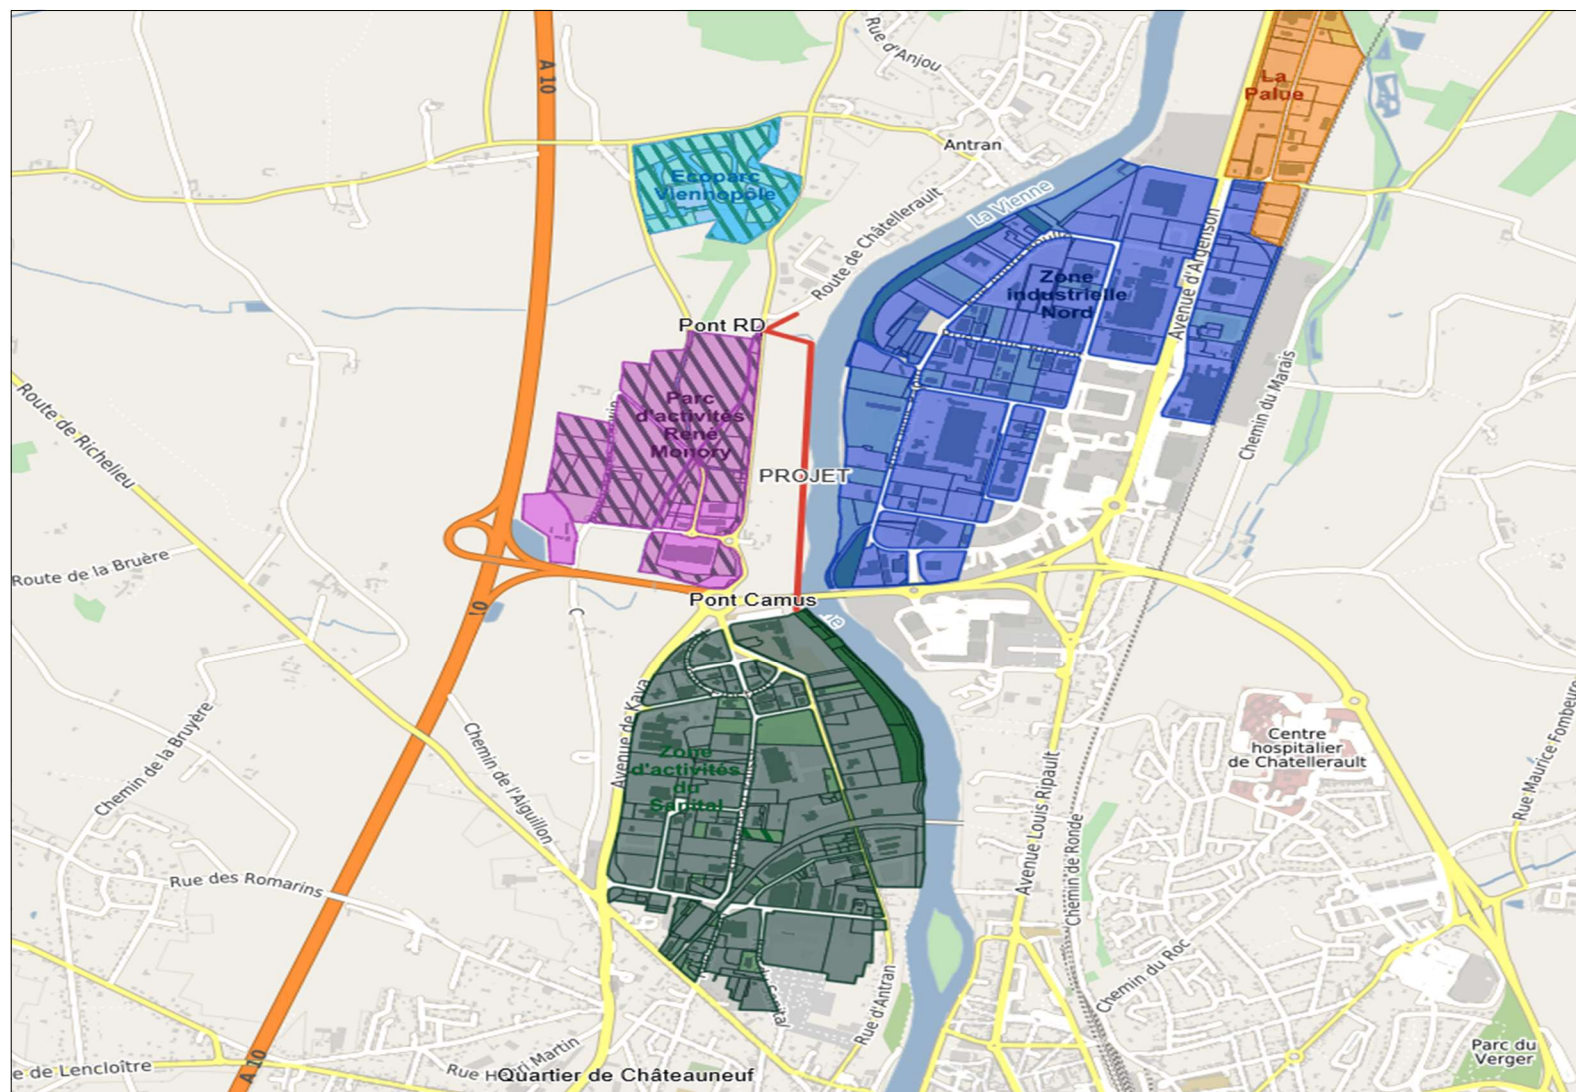 A 10
Rue d'Anjou
La
Palue
Antran
Ecoparc
Viennopôle
La Vienne
Route de Châtellerault
Avenue d'Argenson
Zone
industrielle
Nord
Pont RD
Chemin du Marais
Route de Richelieu
Parc
d'activités
René
Monory
PROJET
Route de la Bruère
Pont Camus
Avenue de Kaya
Chemin de la Bruyère
Chemin de l'Aiguillon
Zone
d'activités
du
Sanital
Centre
hospitalier
de Chatellerault
Rue Maurice Fombeure
Avenue Louis Ripault
Chemin de Ronde
Rue des Romarins
Chemin du Roc
Rue d'Antran
Sanital
A 10
e de Lencloître
Quartier de Châteauneuf
Parc du
Verger